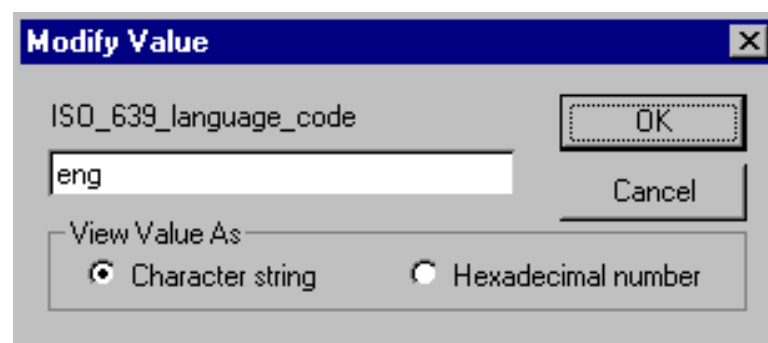 Modify Value
ISO_639_language_code
OK
eng
Cancel
View Value As
Character string
Hexadecimal number